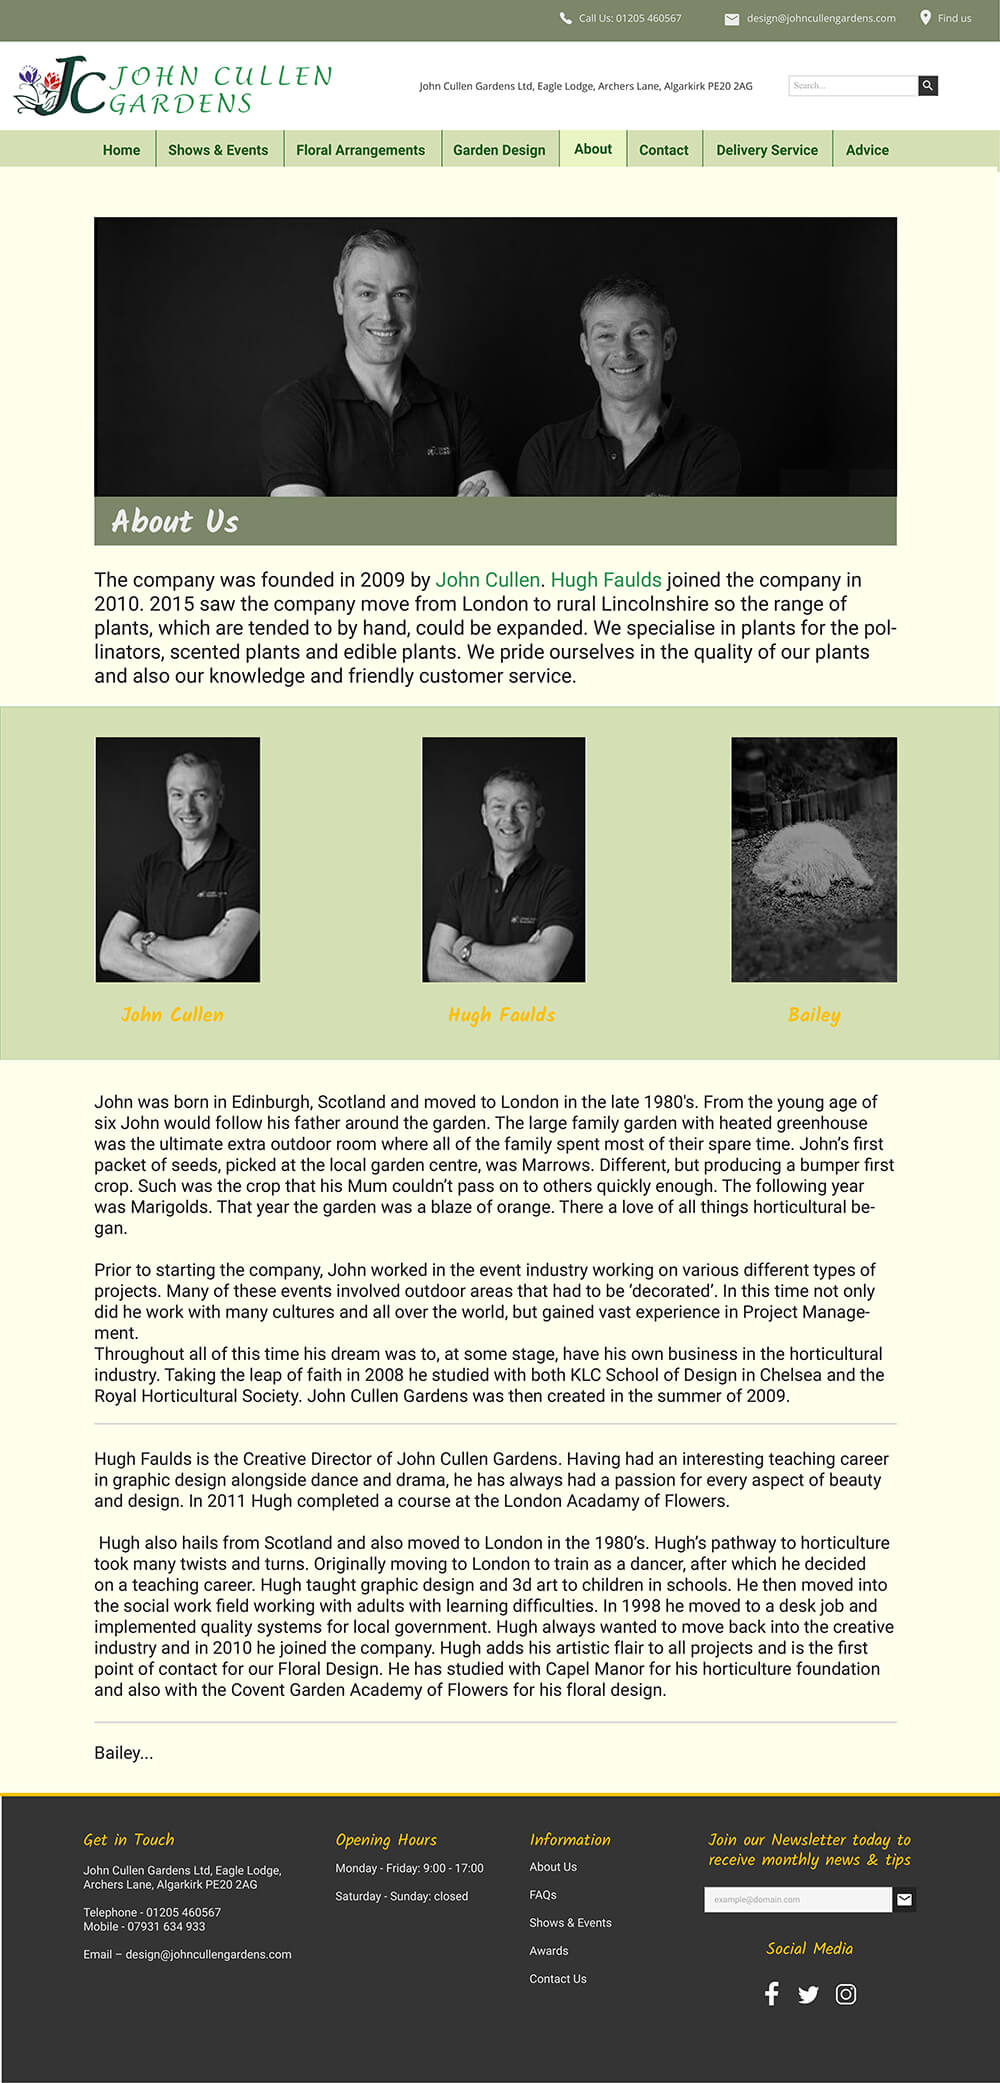 Call Us: 01205 460567
design@johncullengardens.com
Find us
JC JOHN CULLEN
GARDENS
John Cullen Gardens Ltd, Eagle Lodge, Archers Lane, Algarkirk PE20 2AG
Search...
Home
Shows & Events
Floral Arrangements
Garden Design
About
Contact
Delivery Service
Advice
About Us
The company was founded in 2009 by John Cullen. Hugh Faulds joined the company in
2010. 2015 saw the company move from London to rural Lincolnshire so the range of
plants, which are tended to by hand, could be expanded. We specialise in plants for the pol-
linators, scented plants and edible plants. We pride ourselves in the quality of our plants
and also our knowledge and friendly customer service.
John Cullen
Hugh Faulds
Bailey
John was born in Edinburgh, Scotland and moved to London in the late 1980's. From the young age of
six John would follow his father around the garden. The large family garden with heated greenhouse
was the ultimate extra outdoor room where all of the family spent most of their spare time. John’s first
packet of seeds, picked at the local garden centre, was Marrows. Different, but producing a bumper first
crop. Such was the crop that his Mum couldn’t pass on to others quickly enough. The following year
was Marigolds. That year the garden was a blaze of orange. There a love of all things horticultural be-
gan.
Prior to starting the company, John worked in the event industry working on various different types of
projects. Many of these events involved outdoor areas that had to be ‘decorated’. In this time not only
did he work with many cultures and all over the world, but gained vast experience in Project Manage-
ment.
Throughout all of this time his dream was to, at some stage, have his own business in the horticultural
industry. Taking the leap of faith in 2008 he studied with both KLC School of Design in Chelsea and the
Royal Horticultural Society. John Cullen Gardens was then created in the summer of 2009.
Hugh Faulds is the Creative Director of John Cullen Gardens. Having had an interesting teaching career
in graphic design alongside dance and drama, he has always had a passion for every aspect of beauty
and design. In 2011 Hugh completed a course at the London Acadamy of Flowers.
Hugh also hails from Scotland and also moved to London in the 1980’s. Hugh’s pathway to horticulture
took many twists and turns. Originally moving to London to train as a dancer, after which he decided
on a teaching career. Hugh taught graphic design and 3d art to children in schools. He then moved into
the social work field working with adults with learning difficulties. In 1998 he moved to a desk job and
implemented quality systems for local government. Hugh always wanted to move back into the creative
industry and in 2010 he joined the company. Hugh adds his artistic flair to all projects and is the first
point of contact for our Floral Design. He has studied with Capel Manor for his horticulture foundation
and also with the Covent Garden Academy of Flowers for his floral design.
Bailey...
Get in Touch
John Cullen Gardens Ltd, Eagle Lodge,
Archers Lane, Algarkirk PE20 2AG
Telephone - 01205 460567
Mobile - 07931 634 933
Email – design@johncullengardens.com
Opening Hours
Monday - Friday: 9:00 - 17:00
Saturday - Sunday: closed
Information
About Us
FAQs
Shows & Events
Awards
Contact Us
Join our Newsletter today to
receive monthly news & tips
example@domain.com
Social Media